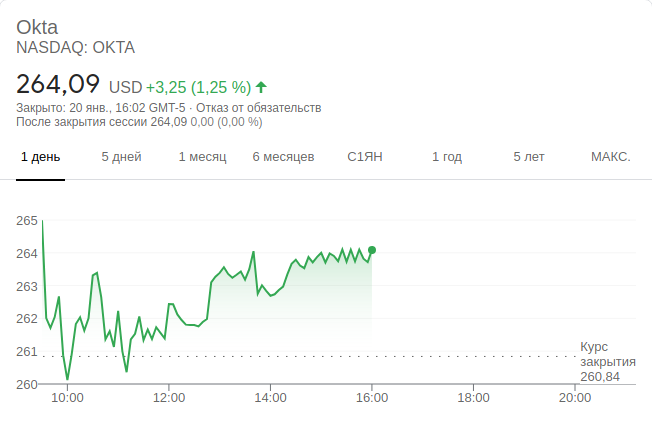 Okta
NASDAQ: OKTA
264,09 USD +3,25 (1,25 %)
Закрыто: 20 янв., 16:02 GMT-5 · Отказ от обязательств
После закрытия сессии 264,09 0,00 (0,00 %)
1 день 5 дней 1 месяц 6 месяцев С1ЯН 1 год 5 лет МАКС.
265
264
263
262
261
260
Курс
закрытия
260,84
10:00 12:00 14:00 16:00 18:00 20:00